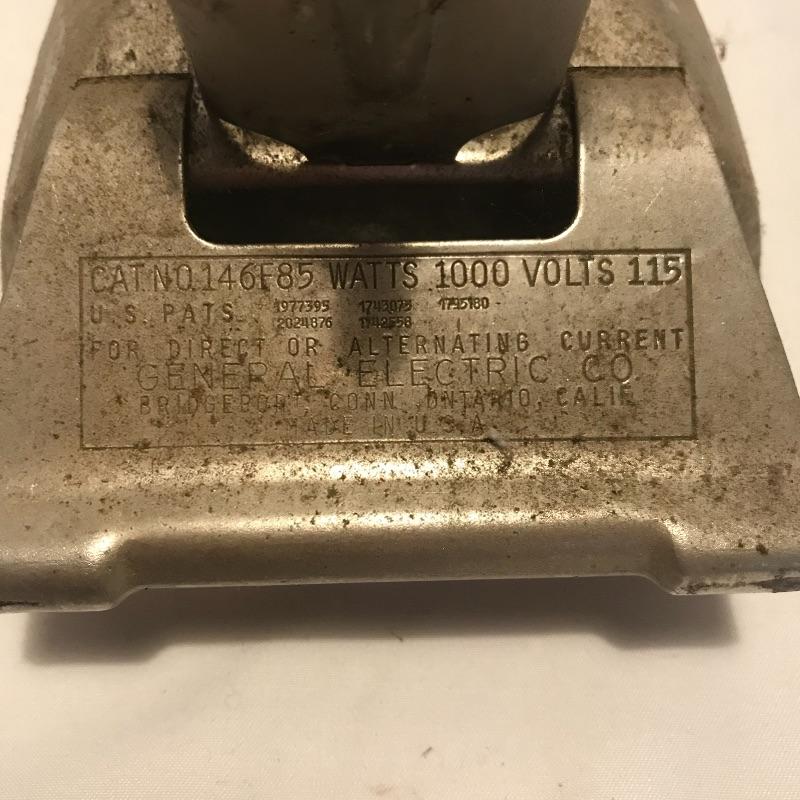 CAT.NO.146F85 WATTS 1000 VOLTS 115
U.S. PATS. 1977395 1743073 1795180
2024876 1742558
FOR DIRECT OR ALTERNATING CURRENT
GENERAL ELECTRIC CO.
BRIDGEPORT, CONN. ONTARIO, CALIF.
MADE IN U.S.A.